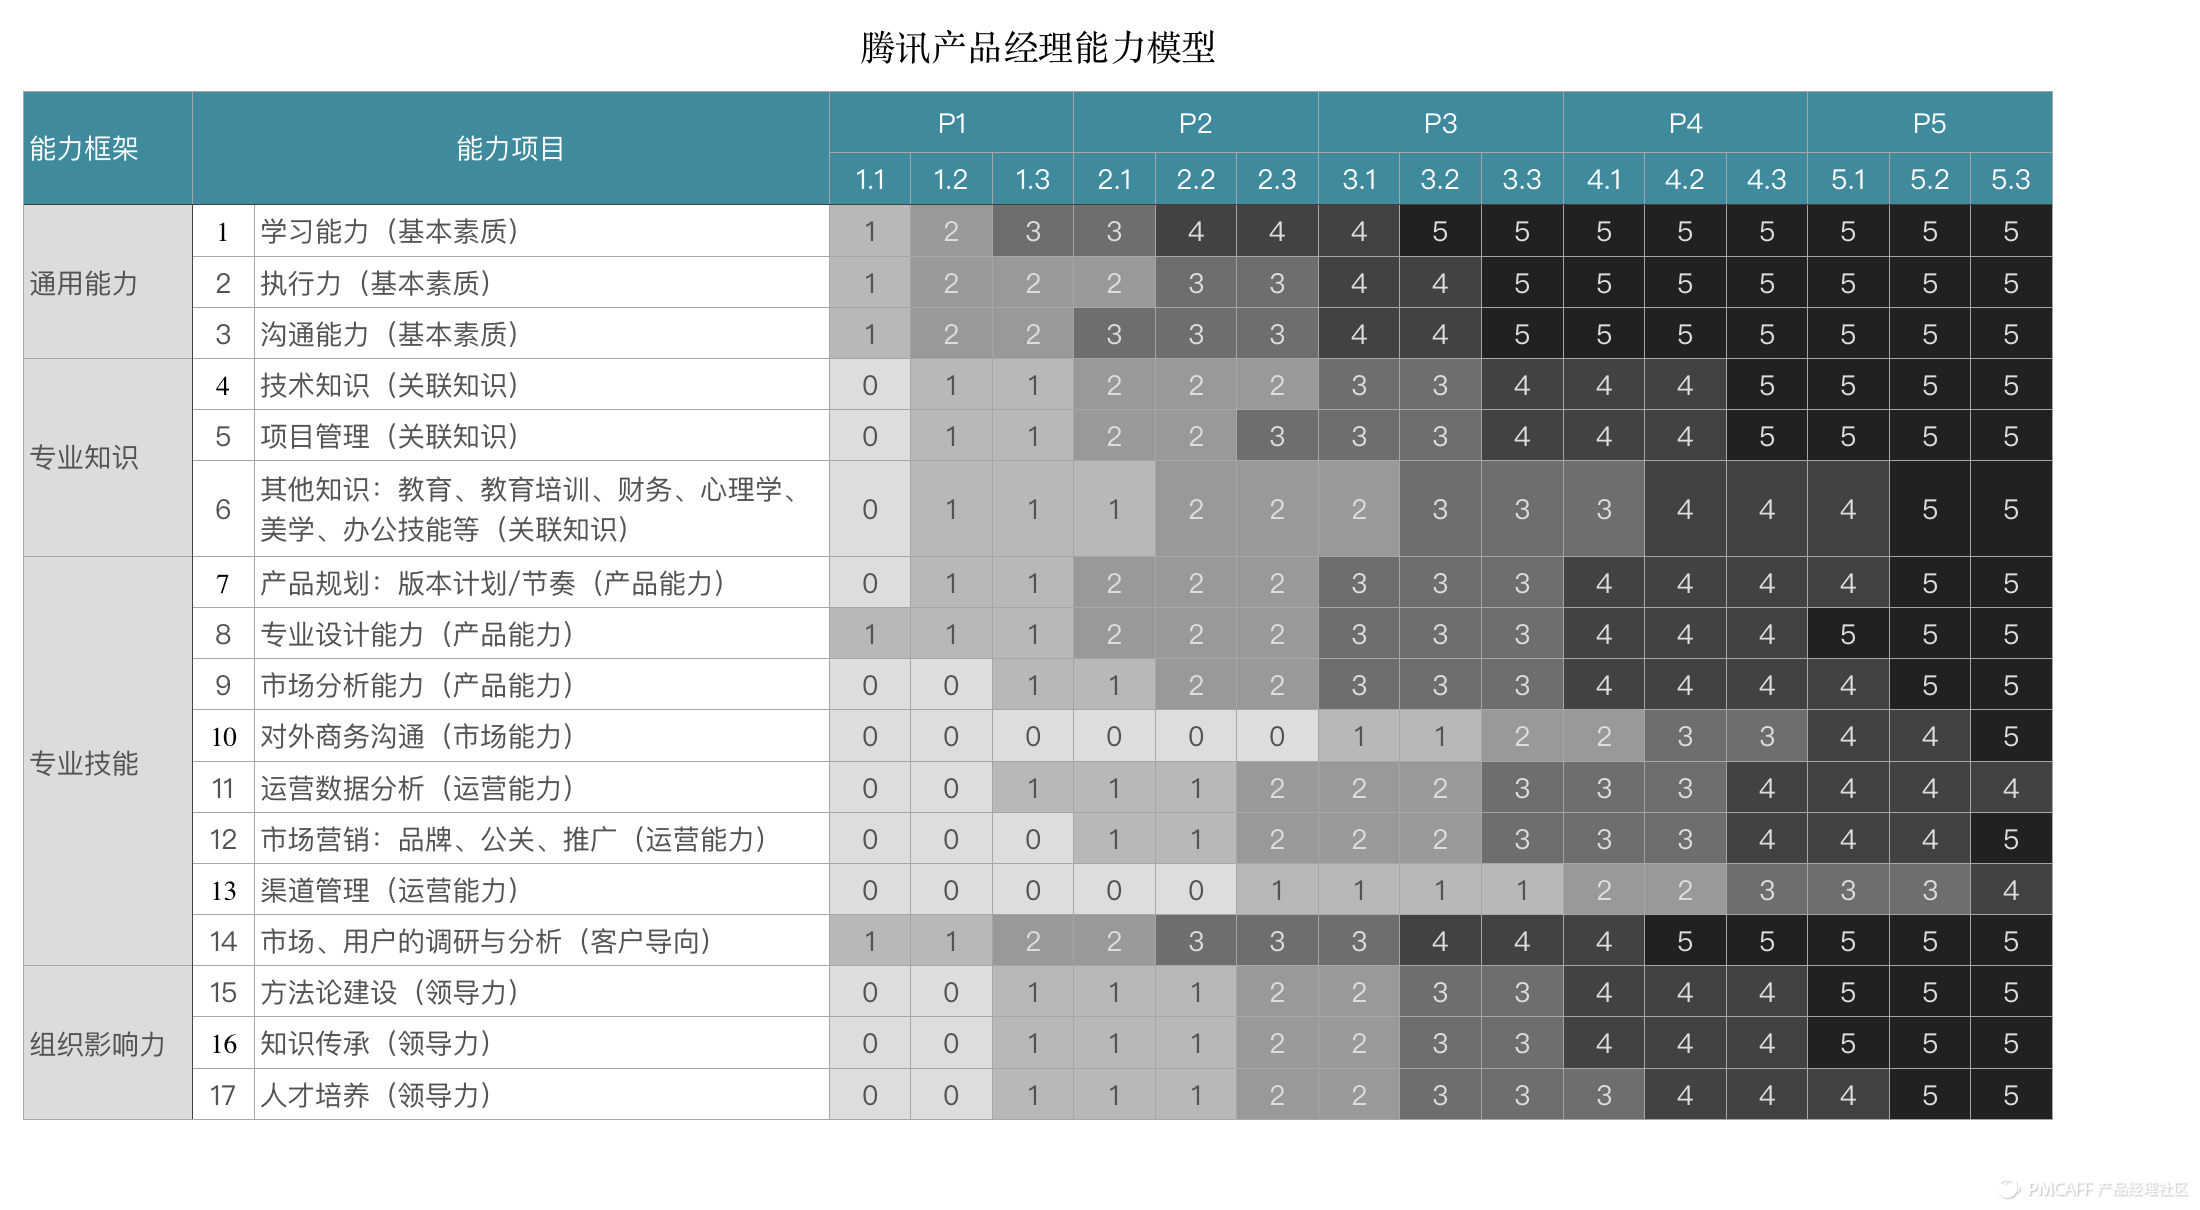 腾讯产品经理能力模型
能力框架 能力项目 P1 P2 P3 P4 P5
1.1 1.2 1.3 2.1 2.2 2.3 3.1 3.2 3.3 4.1 4.2 4.3 5.1 5.2 5.3
通用能力
1 学习能力（基本素质） 1 2 3 3 4 4 4 5 5 5 5 5 5 5 5
2 执行力（基本素质） 1 2 2 2 3 3 4 4 5 5 5 5 5 5 5
3 沟通能力（基本素质） 1 2 2 3 3 3 4 4 5 5 5 5 5 5 5
专业知识
4 技术知识（关联知识） 0 1 1 2 2 2 3 3 4 4 4 5 5 5 5
5 项目管理（关联知识） 0 1 1 2 2 3 3 3 4 4 4 5 5 5 5
6 其他知识：教育、教育培训、财务、心理学、
美学、办公技能等（关联知识） 0 1 1 1 2 2 2 3 3 3 4 4 4 5 5
专业技能
7 产品规划：版本计划/节奏（产品能力） 0 1 1 2 2 2 3 3 3 4 4 4 4 5 5
8 专业设计能力（产品能力） 1 1 1 2 2 2 3 3 3 4 4 4 5 5 5
9 市场分析能力（产品能力） 0 0 1 1 2 2 3 3 3 4 4 4 4 5 5
10 对外商务沟通（市场能力） 0 0 0 0 0 0 1 1 2 2 3 3 4 4 5
11 运营数据分析（运营能力） 0 0 1 1 1 2 2 2 3 3 3 4 4 4 4
12 市场营销：品牌、公关、推广（运营能力） 0 0 0 1 1 2 2 2 3 3 3 4 4 4 5
13 渠道管理（运营能力） 0 0 0 0 0 1 1 1 1 2 2 3 3 3 4
14 市场、用户的调研与分析（客户导向） 1 1 2 2 3 3 3 4 4 4 5 5 5 5 5
组织影响力
15 方法论建设（领导力） 0 0 1 1 1 2 2 3 3 4 4 4 5 5 5
16 知识传承（领导力） 0 0 1 1 1 2 2 3 3 4 4 4 5 5 5
17 人才培养（领导力） 0 0 1 1 1 2 2 3 3 3 4 4 4 5 5
PMCAFF 产品经理社区